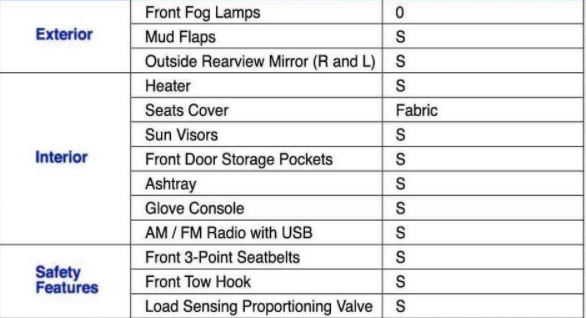 Exterior
Front Fog Lamps 0
Mud Flaps S
Outside Rearview Mirror (R and L) S
Interior
Heater S
Seats Cover Fabric
Sun Visors S
Front Door Storage Pockets S
Ashtray S
Glove Console S
AM / FM Radio with USB S
Safety
Features
Front 3-Point Seatbelts S
Front Tow Hook S
Load Sensing Proportioning Valve S